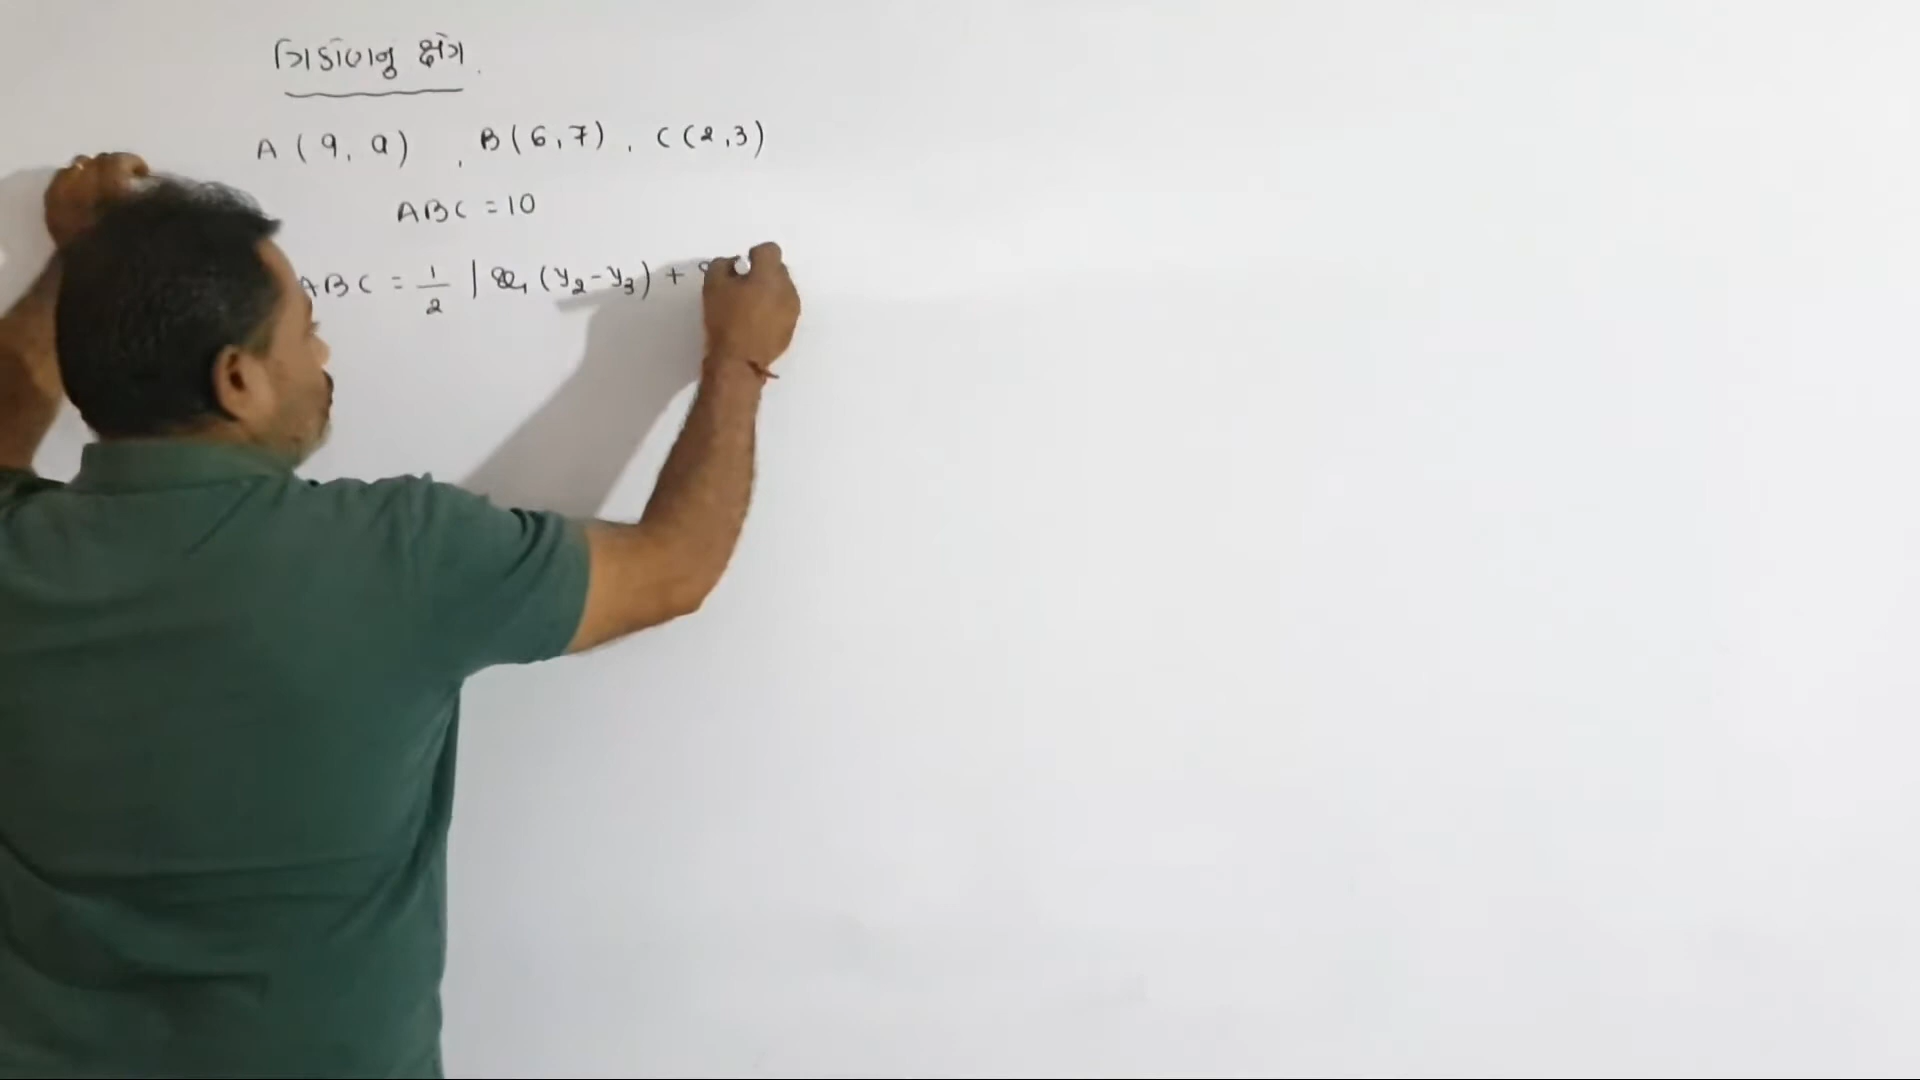 ત્રિકોણનુ ક્ષેત્ર.
A (9, a) , B(6,7) , C(2,3)
ABC = 10
ABC = 1/2 | x₁ (y₂-y₃) +